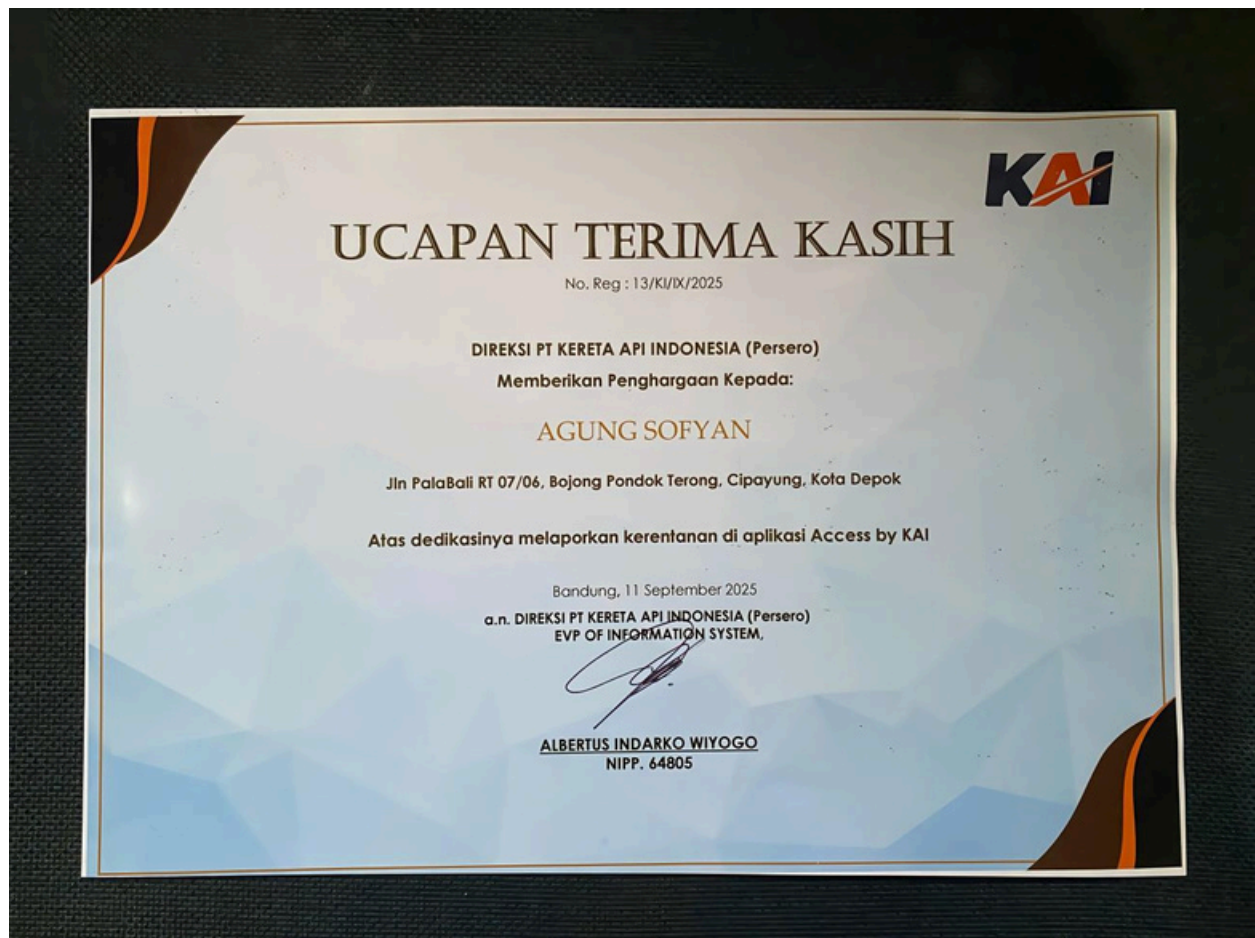 KAI
UCAPAN TERIMA KASIH
No. Reg : 13/KI/IX/2025
DIREKSI PT KERETA API INDONESIA (Persero)
Memberikan Penghargaan Kepada:
AGUNG SOFYAN
Jln PalaBali RT 07/06, Bojong Pondok Terong, Cipayung, Kota Depok
Atas dedikasinya melaporkan kerentanan di aplikasi Access by KAI
Bandung, 11 September 2025
a.n. DIREKSI PT KERETA API INDONESIA (Persero)
EVP OF INFORMATION SYSTEM,
ALBERTUS INDARKO WIYOGO
NIPP. 64805